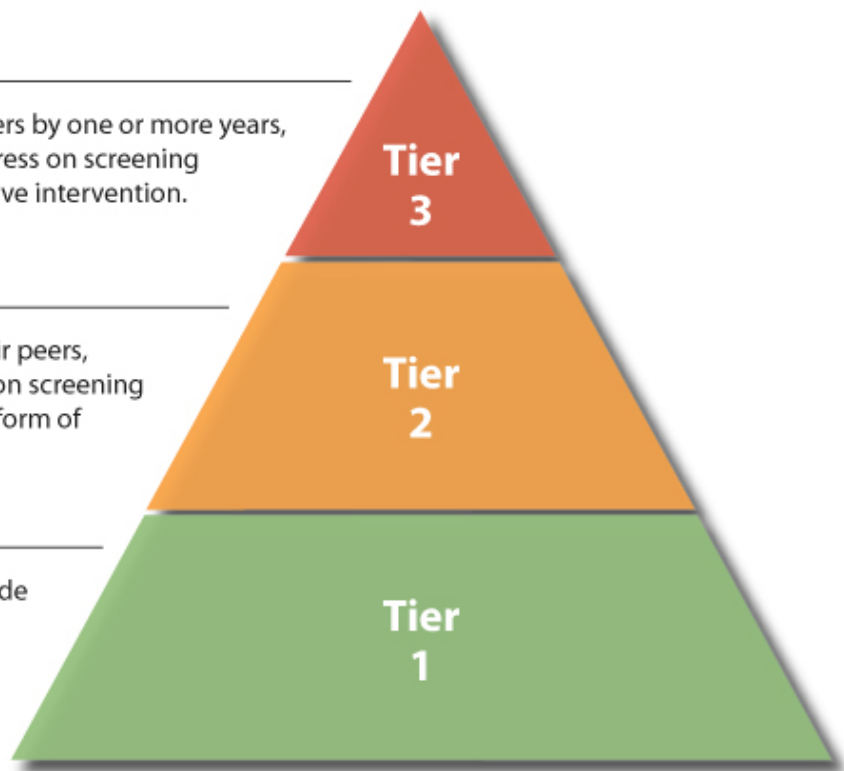 ers by one or more years,
ress on screening
ve intervention.
Tier
3
r peers,
on screening
form of
Tier
2
de
Tier
1